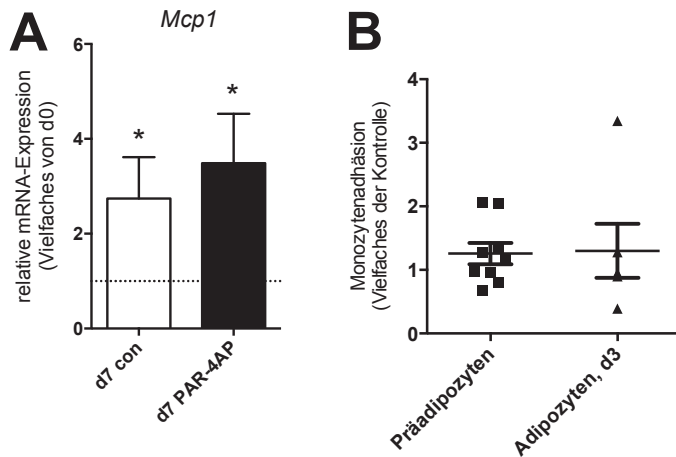 A
Mcp1
relative mRNA-Expression
(Vielfaches von d0)
6
4
2
0
*
*
d7 con
d7 PAR-4AP
B
Monozytenadhäsion
(Vielfaches der Kontrolle)
4
3
2
1
0
Präadipozyten
Adipozyten, d3